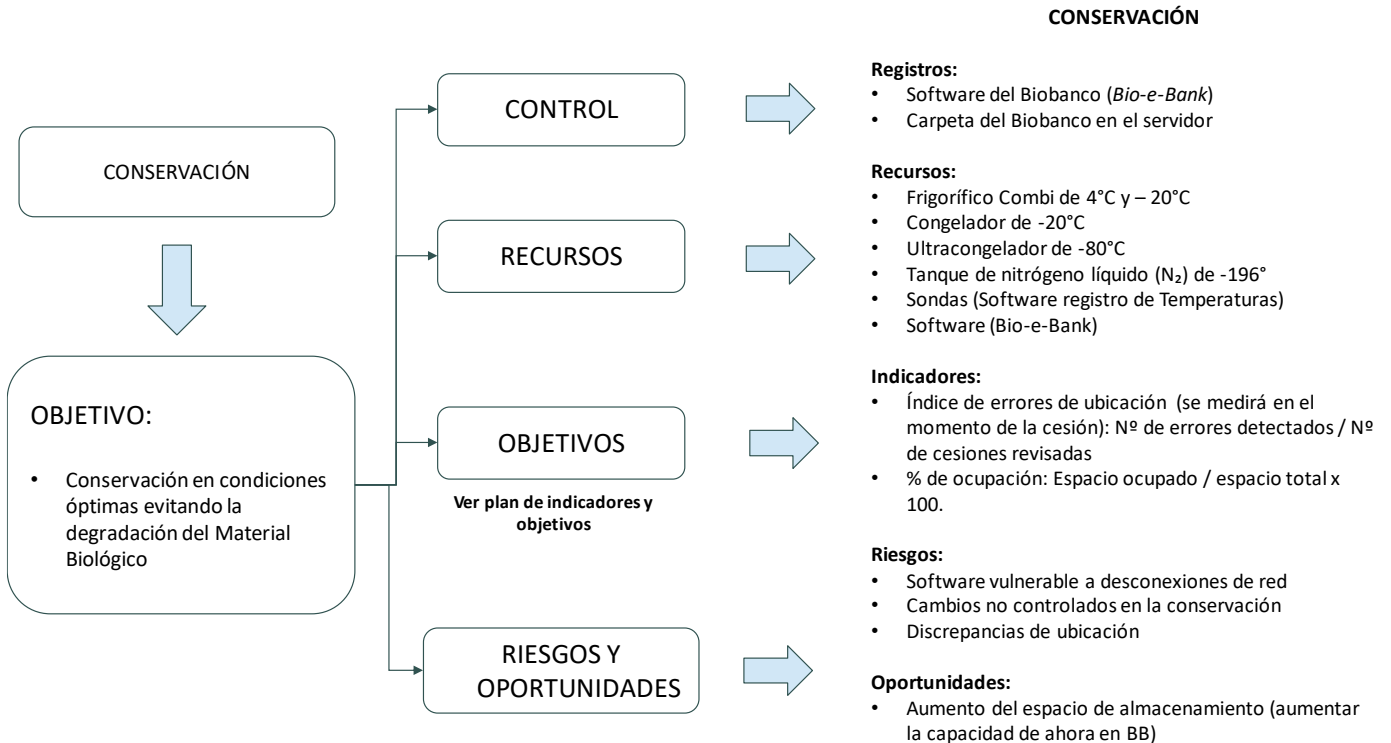 CONSERVACIÓN
OBJETIVO:
• Conservación en condiciones
óptimas evitando la
degradación del Material
Biológico
CONTROL
RECURSOS
OBJETIVOS
Ver plan de indicadores y
objetivos
RIESGOS Y
OPORTUNIDADES
CONSERVACIÓN
Registros:
• Software del Biobanco (Bio-e-Bank)
• Carpeta del Biobanco en el servidor
Recursos:
• Frigorífico Combi de 4°C y – 20°C
• Congelador de -20°C
• Ultracongelador de -80°C
• Tanque de nitrógeno líquido (N₂) de -196°
• Sondas (Software registro de Temperaturas)
• Software (Bio-e-Bank)
Indicadores:
• Índice de errores de ubicación (se medirá en el
momento de la cesión): Nº de errores detectados / Nº
de cesiones revisadas
• % de ocupación: Espacio ocupado / espacio total x
100.
Riesgos:
• Software vulnerable a desconexiones de red
• Cambios no controlados en la conservación
• Discrepancias de ubicación
Oportunidades:
• Aumento del espacio de almacenamiento (aumentar
la capacidad de ahora en BB)